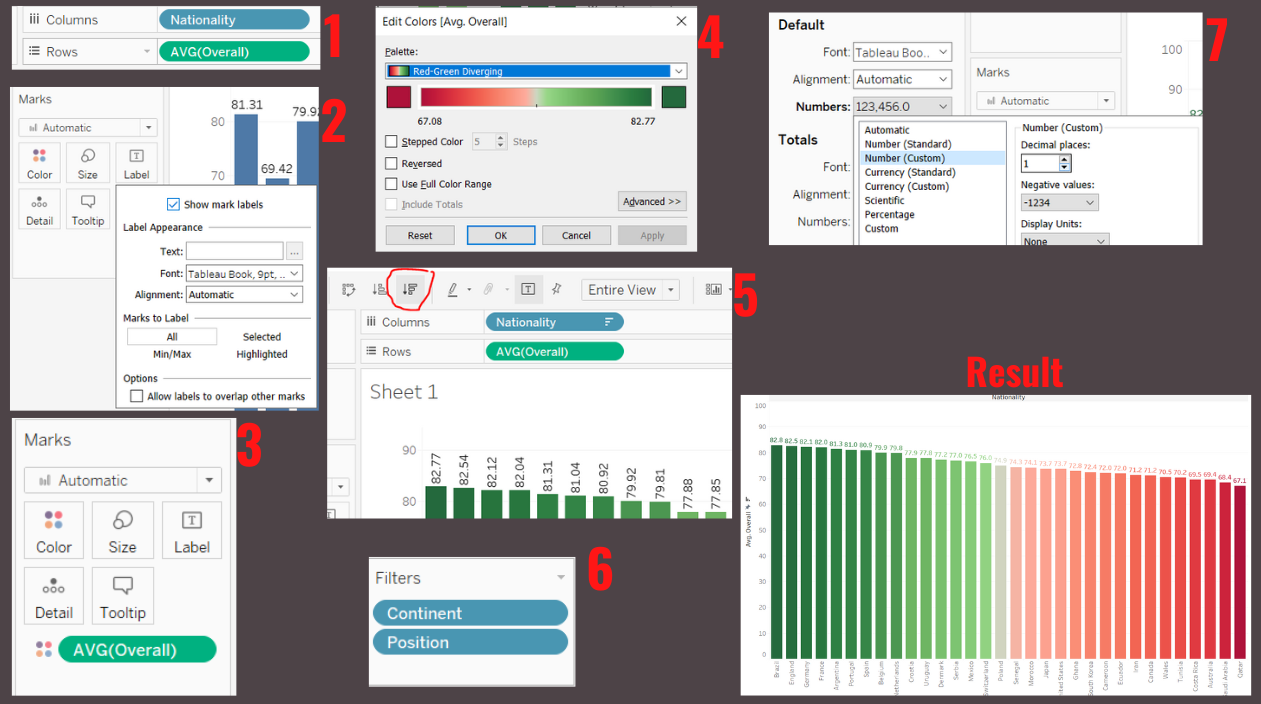 Columns
Nationality
Rows
AVG(Overall)
1
Marks
Automatic
Color
Size
Label
Detail
Tooltip
81.31
79.92
80
69.42
70
Show mark labels
Label Appearance
Text:
...
Font: Tableau Book, 9pt, ..
Alignment: Automatic
Marks to Label
All
Selected
Min/Max
Highlighted
Options
Allow labels to overlap other marks
2
Marks
Automatic
Color
Size
Label
Detail
Tooltip
AVG(Overall)
3
Edit Colors [Avg. Overall]
Palette:
Red-Green Diverging
67.08
82.77
Stepped Color 5 Steps
Reversed
Use Full Color Range
Include Totals
Advanced >>
Reset
OK
Cancel
Apply
4
Entire View
Columns
Nationality
Rows
AVG(Overall)
Sheet 1
90
80
82.77
82.54
82.12
82.04
81.31
81.04
80.92
79.92
79.81
77.88
77.85
5
Filters
Continent
Position
6
Default
Font: Tableau Boo..
Alignment: Automatic
Numbers: 123,456.0
Totals
Font:
Alignment:
Numbers:
Automatic
Number (Standard)
Number (Custom)
Currency (Standard)
Currency (Custom)
Scientific
Percentage
Custom
Number (Custom)
Decimal places:
1
Negative values:
-1234
Display Units:
None
Marks
Automatic
100
90
7
Result
Nationality
100
90
80
70
60
50
40
30
20
10
0
Avg. Overall
82.8 82.5 82.1 82.0 81.3 81.0 80.9 79.9 79.8 77.9 77.8 77.2 77.0 76.5 76.0 74.9 74.3 74.1 73.7 73.7 72.8 72.4 72.0 72.0 71.2 71.2 70.5 70.2 69.5 69.4 68.4 67.1
Brazil
England
Germany
France
Argentina
Portugal
Spain
Belgium
Netherlands
Croatia
Uruguay
Denmark
Serbia
Mexico
Switzerland
Poland
Senegal
Morocco
Japan
United States
Ghana
South Korea
Cameroon
Ecuador
Iran
Canada
Wales
Tunisia
Costa Rica
Australia
Saudi Arabia
Qatar